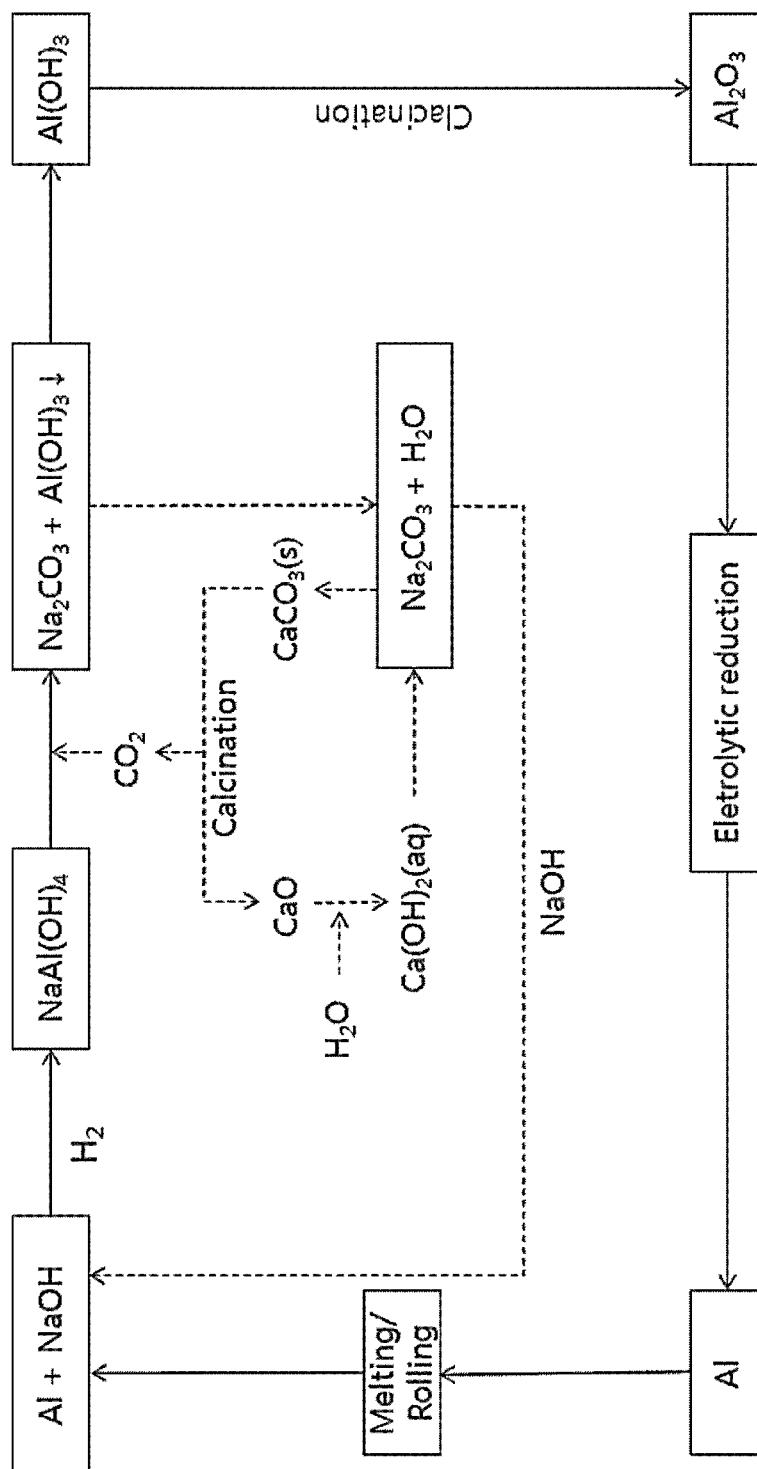 Al + NaOH
H₂
NaAl(OH)₄
CO₂
Na₂CO₃ + Al(OH)₃↓
Al(OH)₃
Calcination
CaCO₃(s)
CaO
H₂O
Ca(OH)₂(aq)
Na₂CO₃ + H₂O
NaOH
Clacination
Melting/
Rolling
Al
Eletrolytic reduction
Al₂O₃